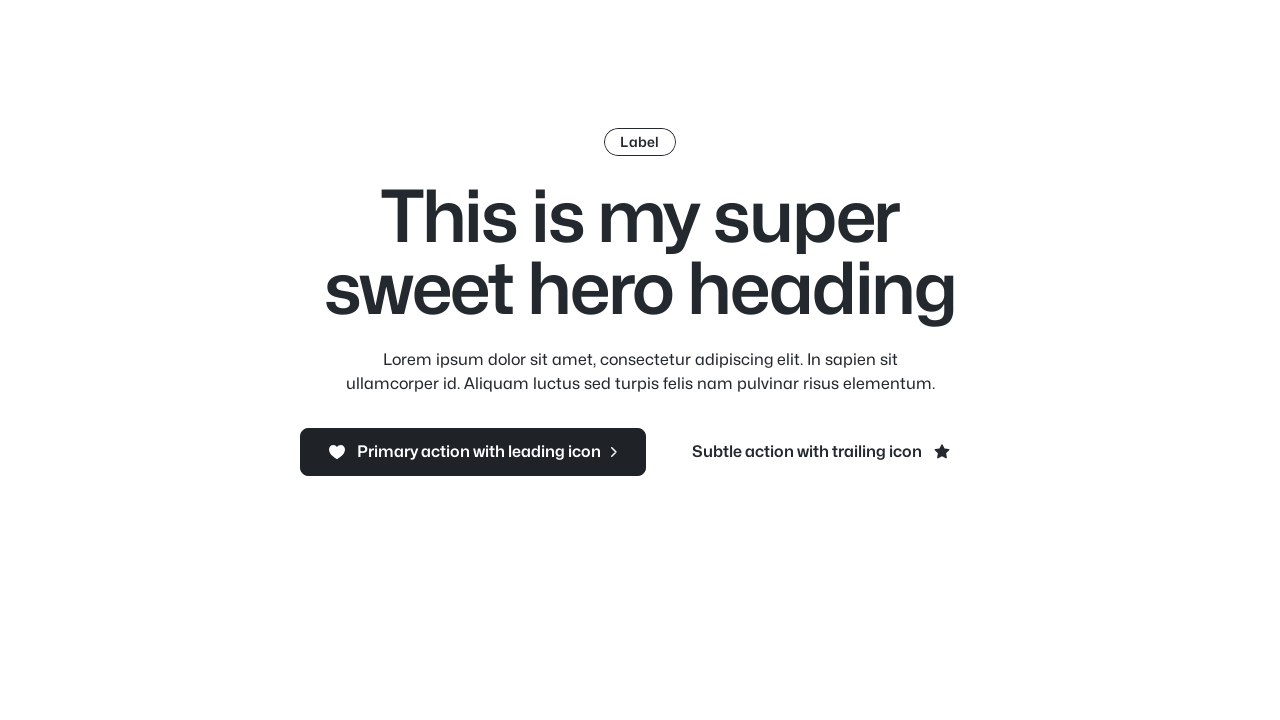 Label
This is my super
sweet hero heading
Lorem ipsum dolor sit amet, consectetur adipiscing elit. In sapien sit
ullamcorper id. Aliquam luctus sed turpis felis nam pulvinar risus elementum.
Primary action with leading icon
Subtle action with trailing icon